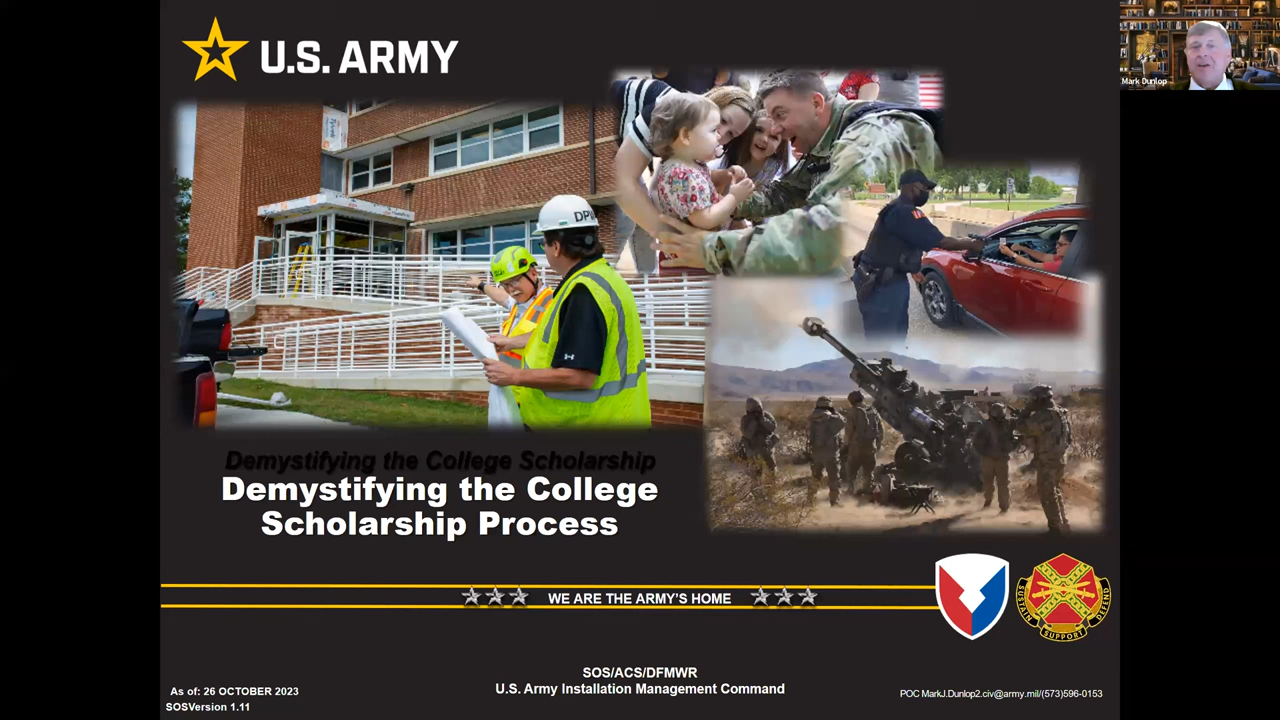 U.S. ARMY
Mark Dunlop
DPW
Demystifying the College Scholarship
Demystifying the College
Scholarship Process
WE ARE THE ARMY'S HOME
SUSTAIN
SUPPORT
DEFEND
SOS/ACS/DFMWR
U.S. Army Installation Management Command
As of: 26 OCTOBER 2023
SOSVersion 1.11
POC MarkJ.Dunlop2.civ@army.mil/(573)596-0153